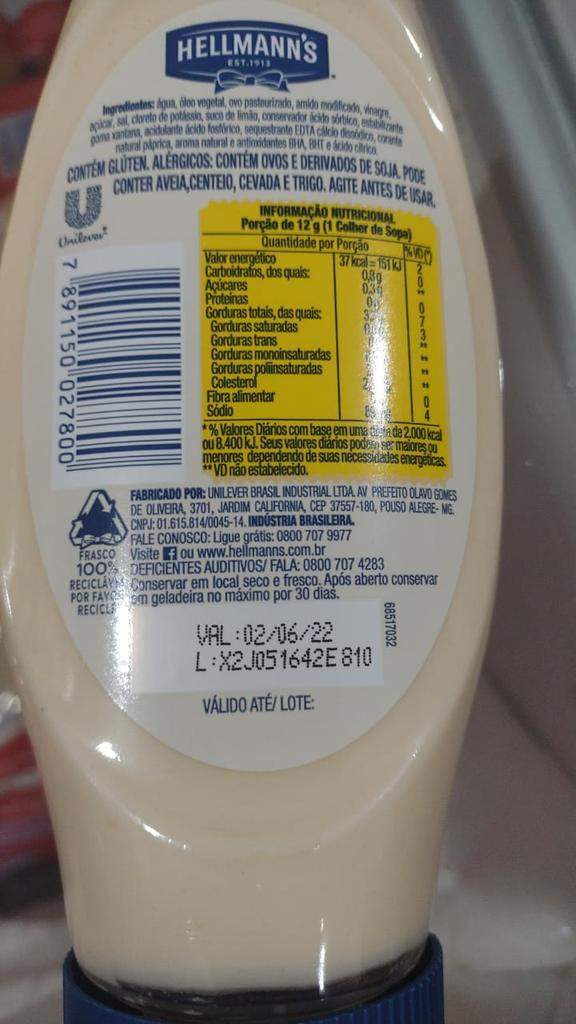 HELLMANN'S
EST.1913
Ingredientes: água, óleo vegetal, ovo pasteurizado, amido modificado, vinagre,
açúcar, sal, cloreto de potássio, suco de limão, conservador ácido sórbico, estabilizante
goma xantana, acidulante ácido fosfórico, sequestrante EDTA cálcio dissódico, corante
natural páprica, aroma natural e antioxidantes BHA, BHT e ácido cítrico.
CONTÉM GLÚTEN. ALÉRGICOS: CONTÉM OVOS E DERIVADOS DE SOJA. PODE
CONTER AVEIA,CENTEIO, CEVADA E TRIGO. AGITE ANTES DE USAR.
Unilever
7 891150 027800
INFORMAÇÃO NUTRICIONAL
Porção de 12 g (1 Colher de Sopa)
Quantidade por Porção %VD(*)
Valor energético 37 kcal = 151 kJ 2
Carboidratos, dos quais: 0,8g 0
Açúcares 0,3g **
Proteínas 0
Gorduras totais, das quais: 7
Gorduras saturadas 3
Gorduras trans **
Gorduras monoinsaturadas **
Gorduras poliinsaturadas **
Colesterol **
Fibra alimentar 0
Sódio 4
*% Valores Diários com base em uma dieta de 2.000 kcal
ou 8.400 kJ. Seus valores diários podem ser maiores ou
menores dependendo de suas necessidades energéticas.
**VD não estabelecido.
FABRICADO POR: UNILEVER BRASIL INDUSTRIAL LTDA. AV PREFEITO OLAVO GOMES
DE OLIVEIRA, 3701, JARDIM CALIFORNIA, CEP 37557-180, POUSO ALEGRE- MG.
CNPJ: 01.615.814/0045-14. INDÚSTRIA BRASILEIRA.
FALE CONOSCO: Ligue grátis: 0800 707 9977
Visite f ou www.hellmanns.com.br
DEFICIENTES AUDITIVOS/ FALA: 0800 707 4283
Conservar em local seco e fresco. Após aberto conservar
em geladeira no máximo por 30 dias.
FRASCO
100%
RECICLÁVEL
POR FAVOR
RECICLE
68517032
VAL:02/06/22
L:X2J051642E810
VÁLIDO ATÉ/ LOTE: